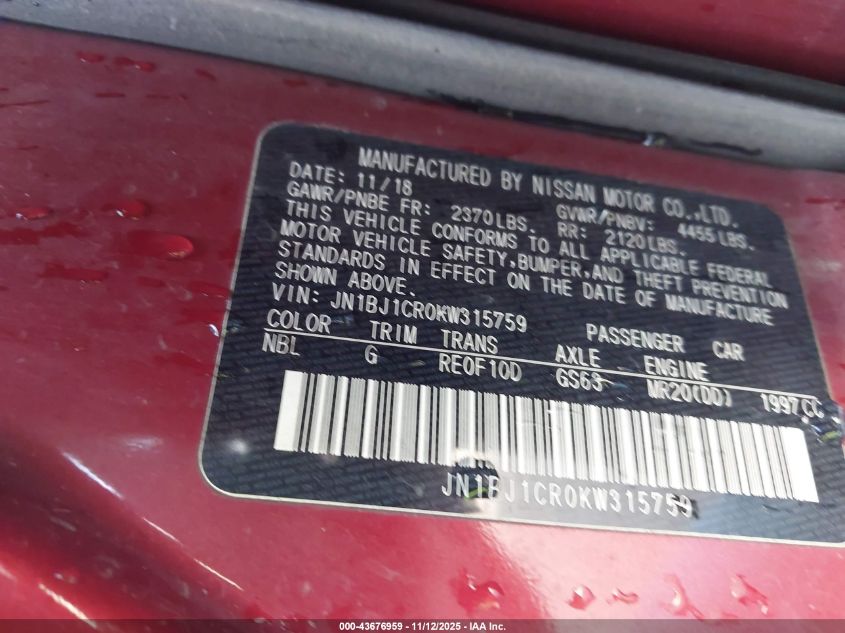 MANUFACTURED BY NISSAN MOTOR CO.,LTD.
DATE: 11/18 GVWR/PNBV: 4455LBS.
GAWR/PNBE FR: 2370LBS. RR: 2120LBS.
THIS VEHICLE CONFORMS TO ALL APPLICABLE FEDERAL
MOTOR VEHICLE SAFETY,BUMPER,AND THEFT PREVENTION
STANDARDS IN EFFECT ON THE DATE OF MANUFACTURE
SHOWN ABOVE.
VIN: JN1BJ1CR0KW315759 PASSENGER CAR
COLOR TRIM TRANS AXLE ENGINE
NBL G RE0F10D GS63 MR20(DD) 1997CC
JN1BJ1CR0KW315759
000-43676959 - 11/12/2025 - IAA Inc.